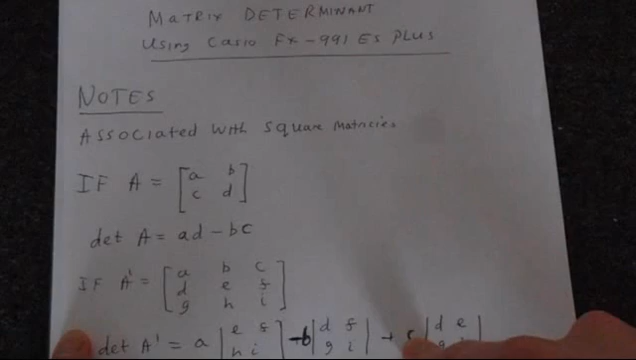 MATRIX DETERMINANT
Using Casio Fx-991 ES PLUS
NOTES
Associated with square matricies
IF A = [a b
c d]
det A = ad - bc
IF A' = [a b c
d e f
g h i]
det A' = a |e f
h i| -b |d f
g i| + c |d e
g